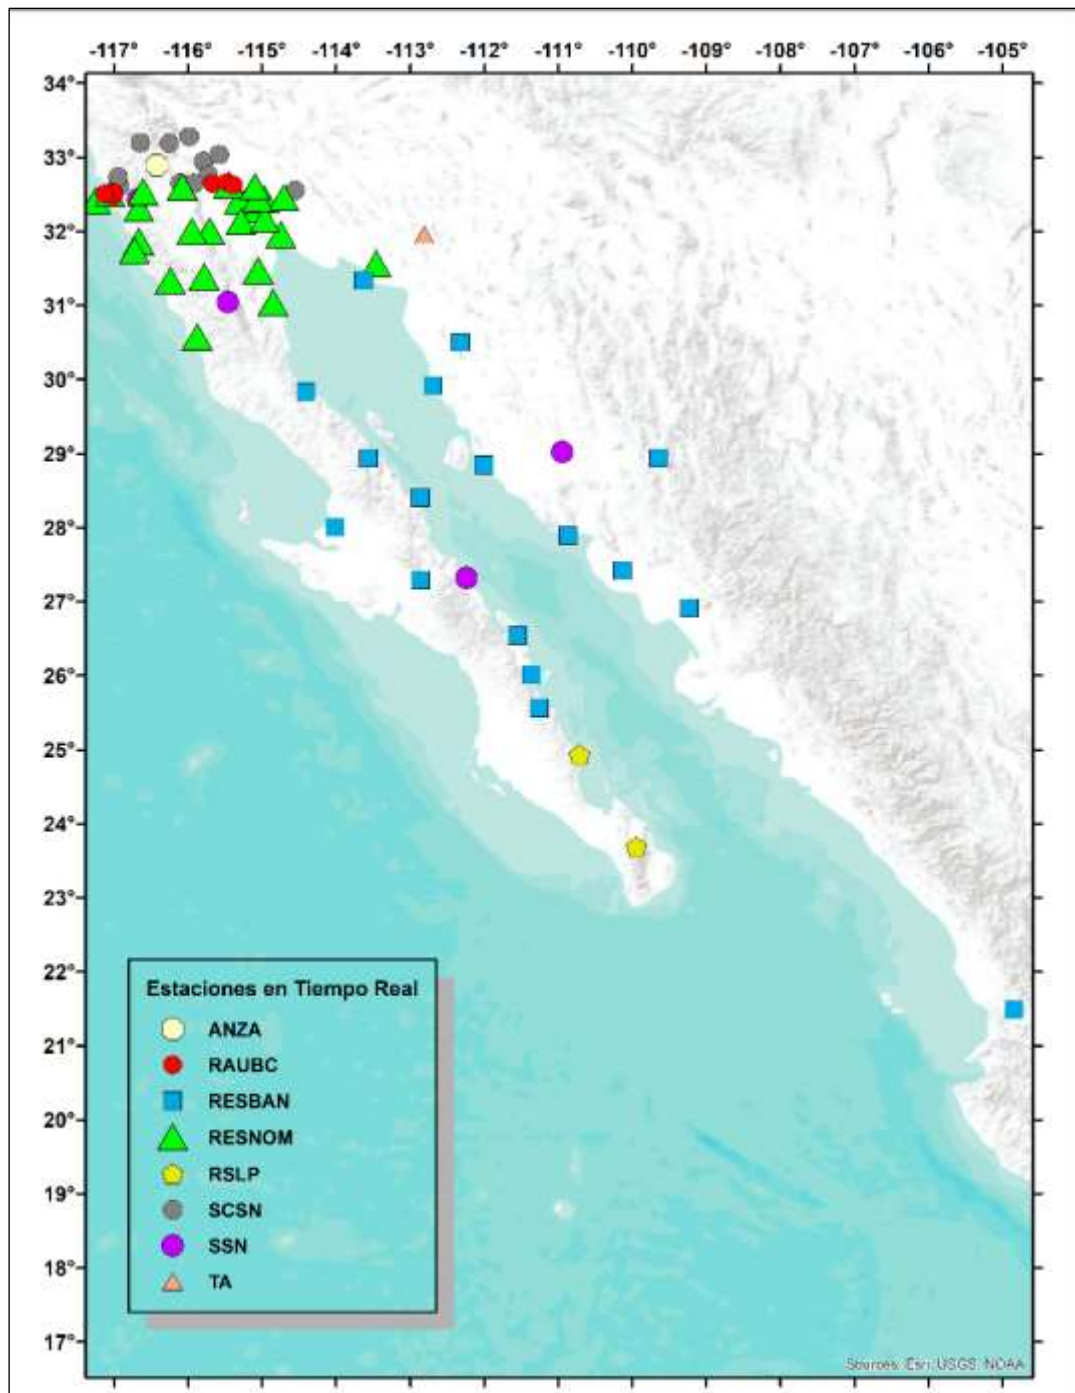 -117° -116° -115° -114° -113° -112° -111° -110° -109° -108° -107° -106° -105°
34°
33°
32°
31°
30°
29°
28°
27°
26°
25°
24°
23°
22°
21°
20°
19°
18°
17°
Estaciones en Tiempo Real
ANZA
RAUBC
RESBAN
RESNOM
RSLP
SCSN
SSN
TA
Sources: Esri, USGS, NOAA